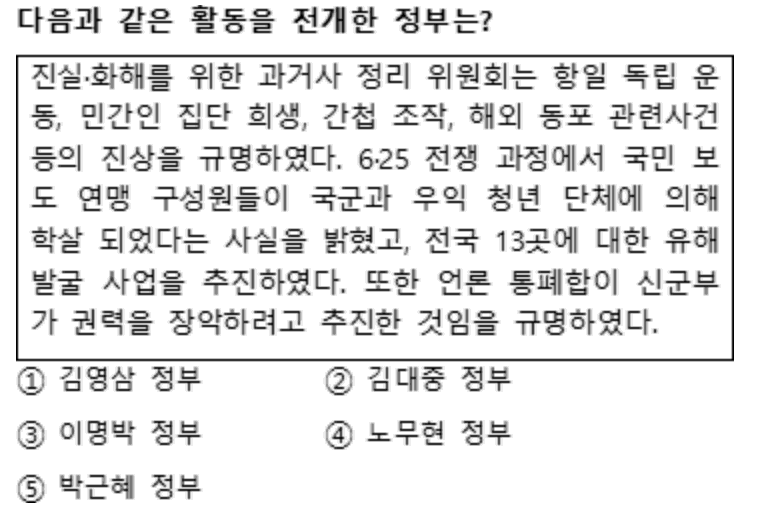 다음과 같은 활동을 전개한 정부는?
진실·화해를 위한 과거사 정리 위원회는 항일 독립 운
동, 민간인 집단 희생, 간첩 조작, 해외 동포 관련사건
등의 진상을 규명하였다. 6·25 전쟁 과정에서 국민 보
도 연맹 구성원들이 국군과 우익 청년 단체에 의해
학살 되었다는 사실을 밝혔고, 전국 13곳에 대한 유해
발굴 사업을 추진하였다. 또한 언론 통폐합이 신군부
가 권력을 장악하려고 추진한 것임을 규명하였다.
① 김영삼 정부 ② 김대중 정부
③ 이명박 정부 ④ 노무현 정부
⑤ 박근혜 정부